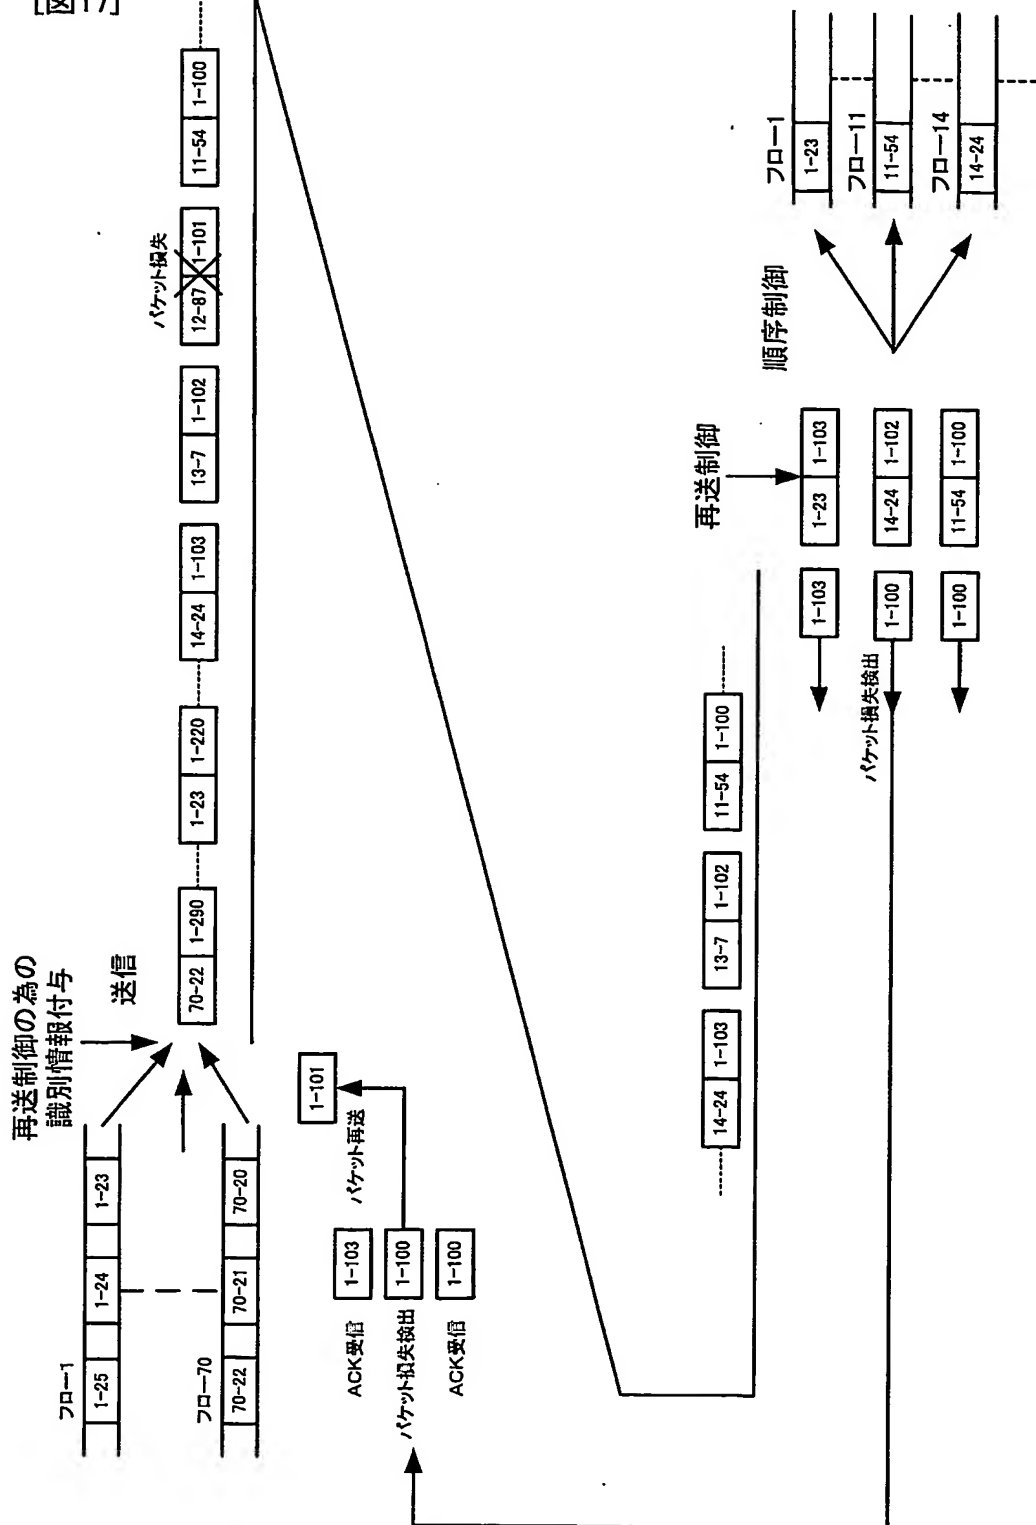 [図17]
再送制御の為の
識別情報付与
送信
フロー1
1-25
1-24
1-23
フロー70
70-22
70-21
70-20
70-22
1-290
1-23
1-220
14-24
1-103
13-7
1-102
パケット損失
12-87
1-101
11-54
1-100
ACK受信
1-103
パケット損失検出
1-100
ACK受信
1-100
パケット再送
1-101
14-24
1-103
13-7
1-102
11-54
1-100
パケット損失検出
1-103
1-100
1-100
再送制御
1-23
1-103
14-24
1-102
11-54
1-100
順序制御
フロー1
1-23
フロー11
11-54
フロー14
14-24